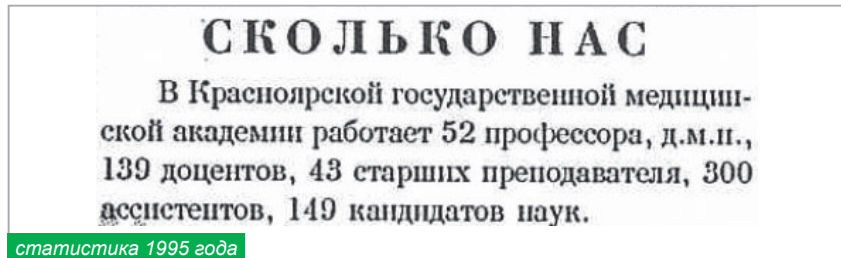 СКОЛЬКО НАС
В Красноярской государственной медицин-
ской академии работает 52 профессора, д.м.н.,
139 доцентов, 43 старших преподавателя, 300
ассистентов, 149 кандидатов наук.
статистика 1995 года